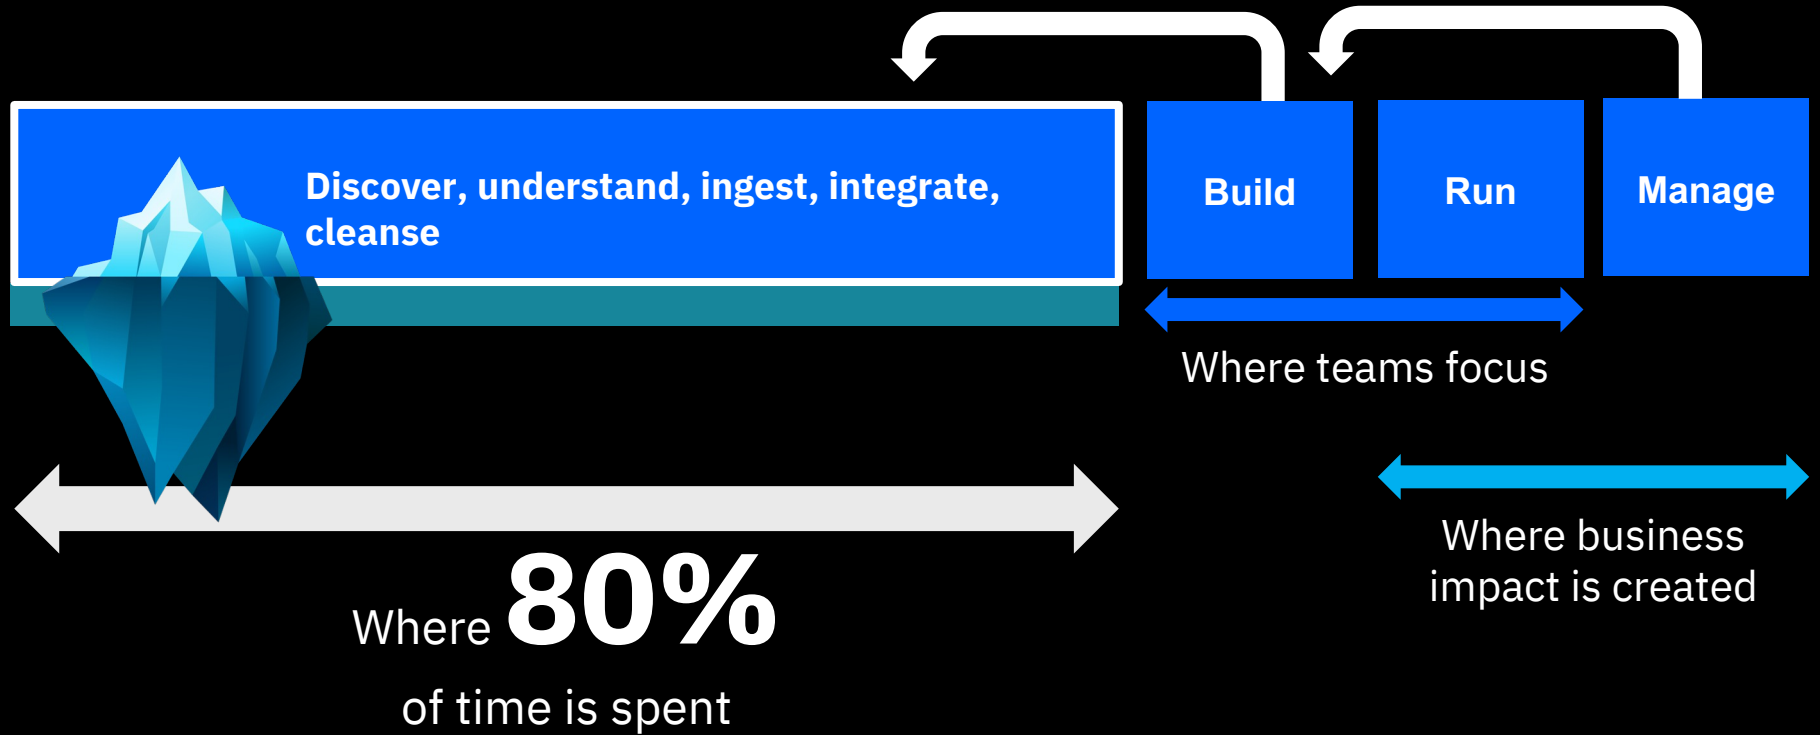 Discover, understand, ingest, integrate,
cleanse
Build
Run
Manage
Where teams focus
Where business
impact is created
Where 80%
of time is spent